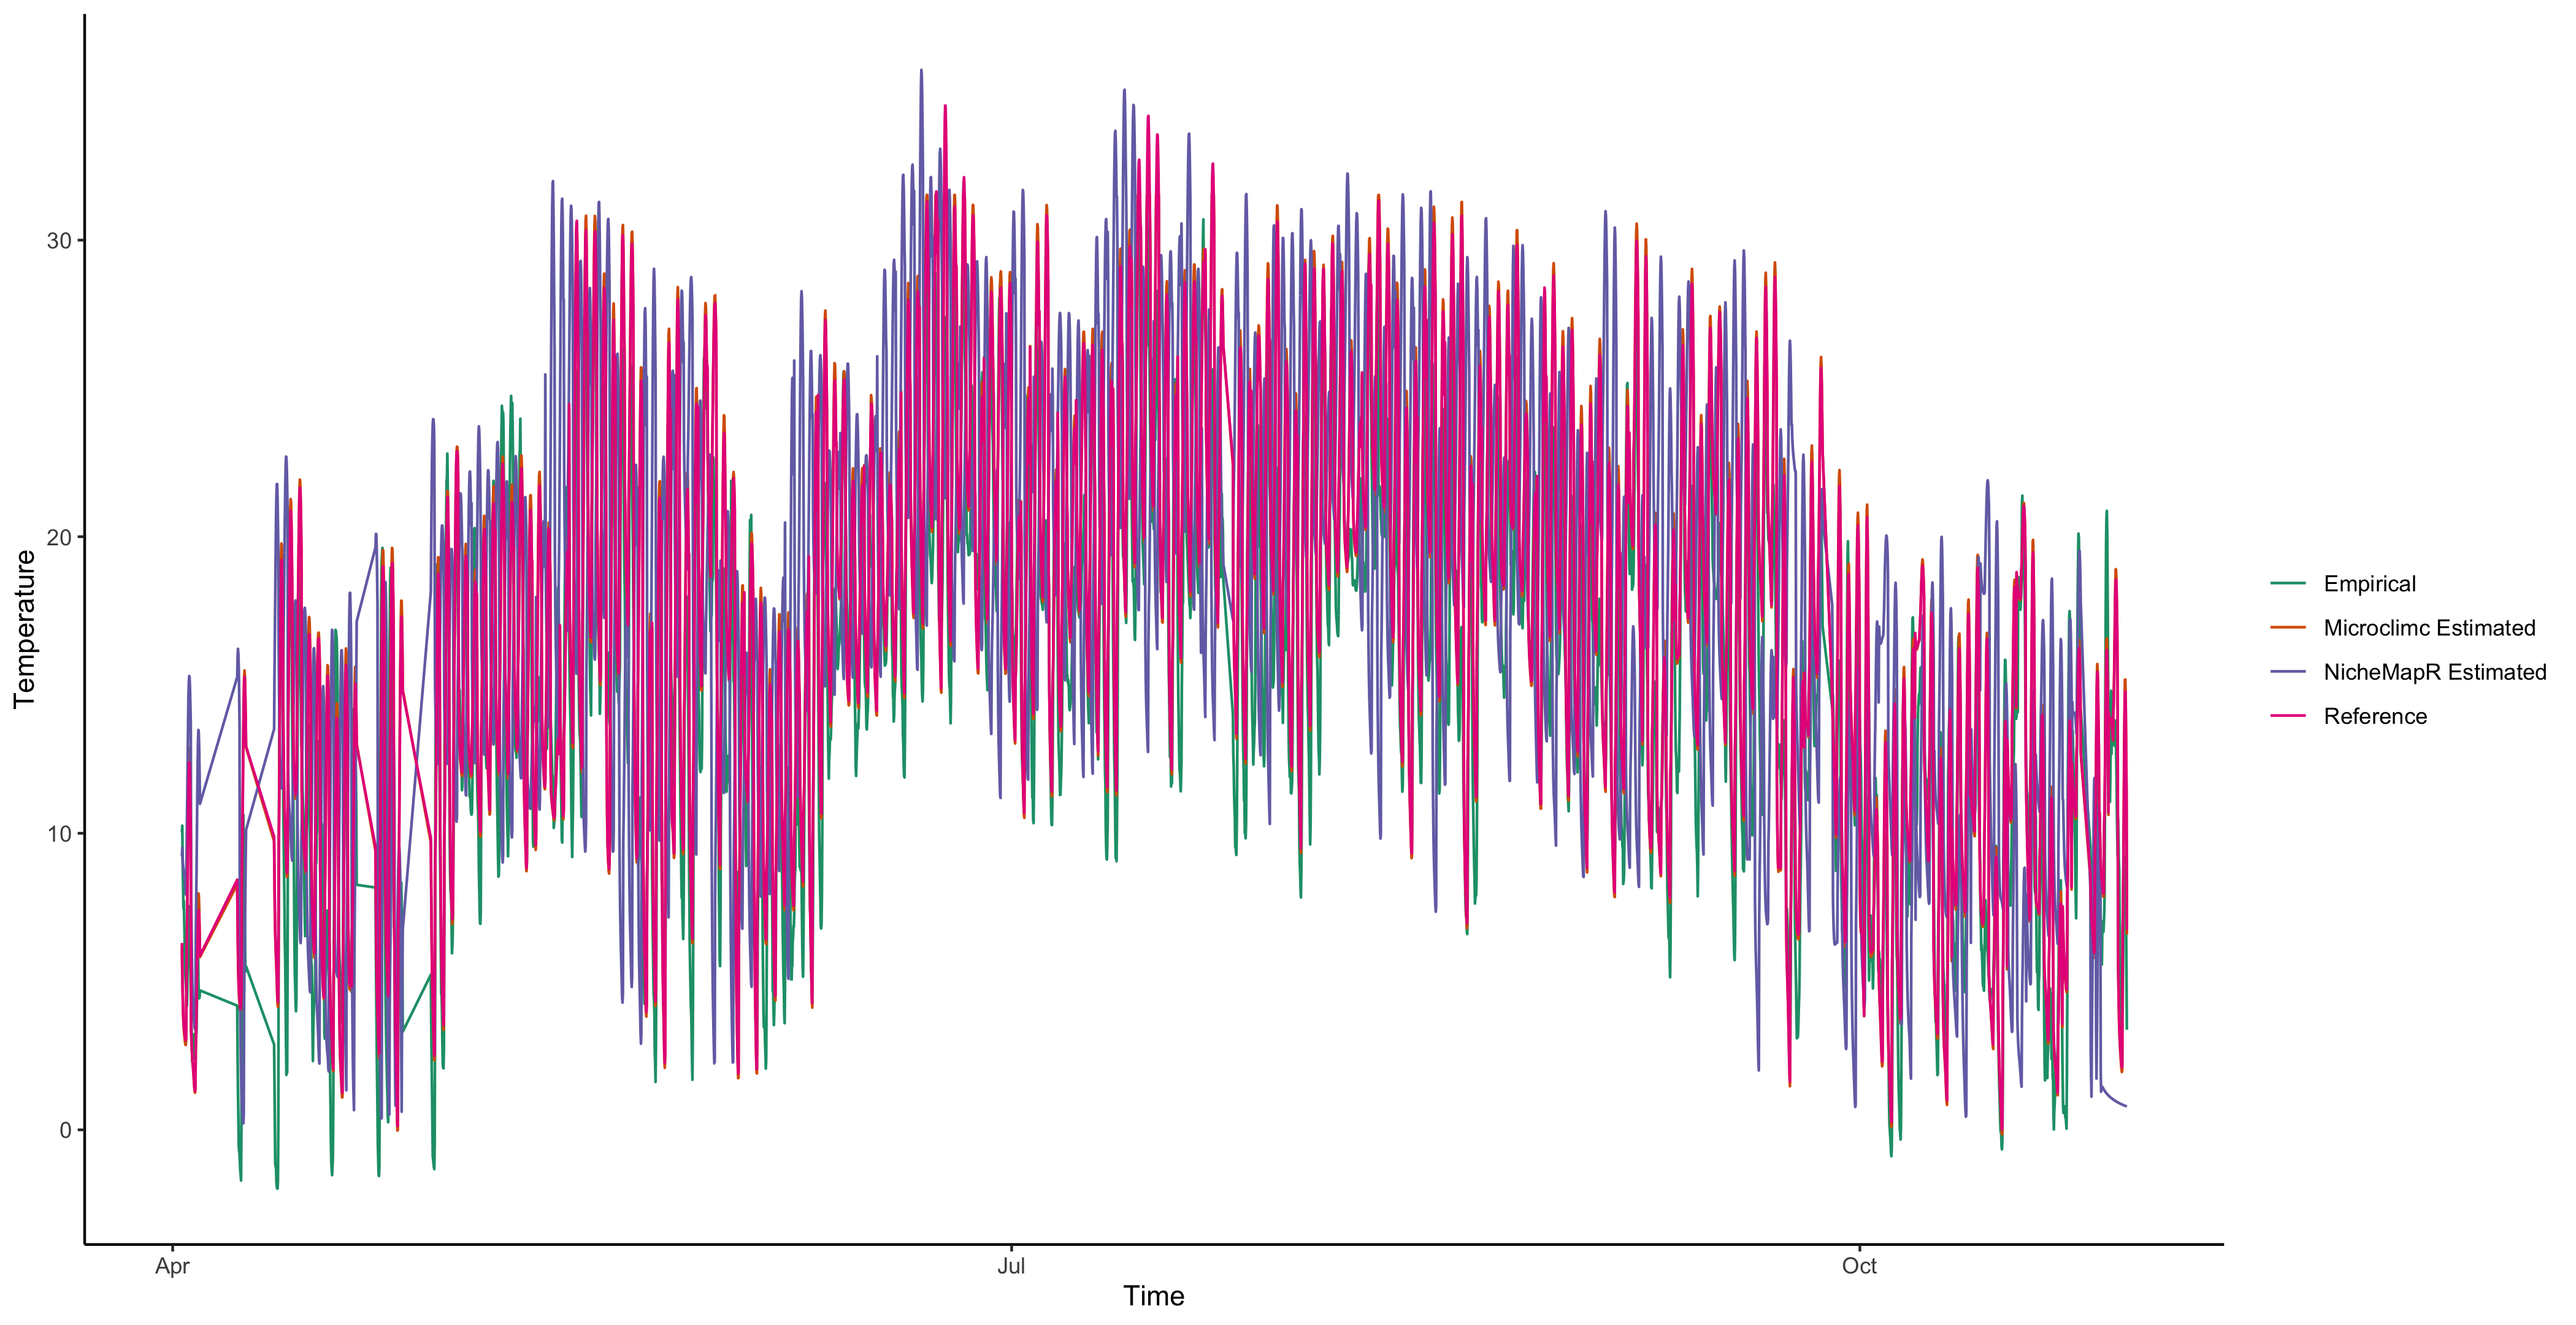 Temperature
30
20
10
0
Apr
Jul
Oct
Time
Empirical
Microclimc Estimated
NicheMapR Estimated
Reference